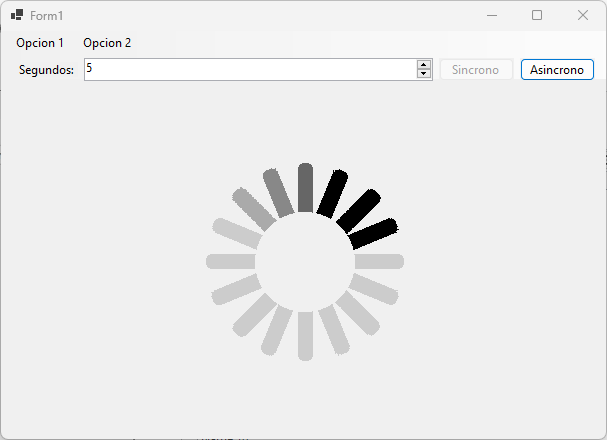 Form1
Opcion 1 Opcion 2
Segundos: 5 Sincrono Asincrono